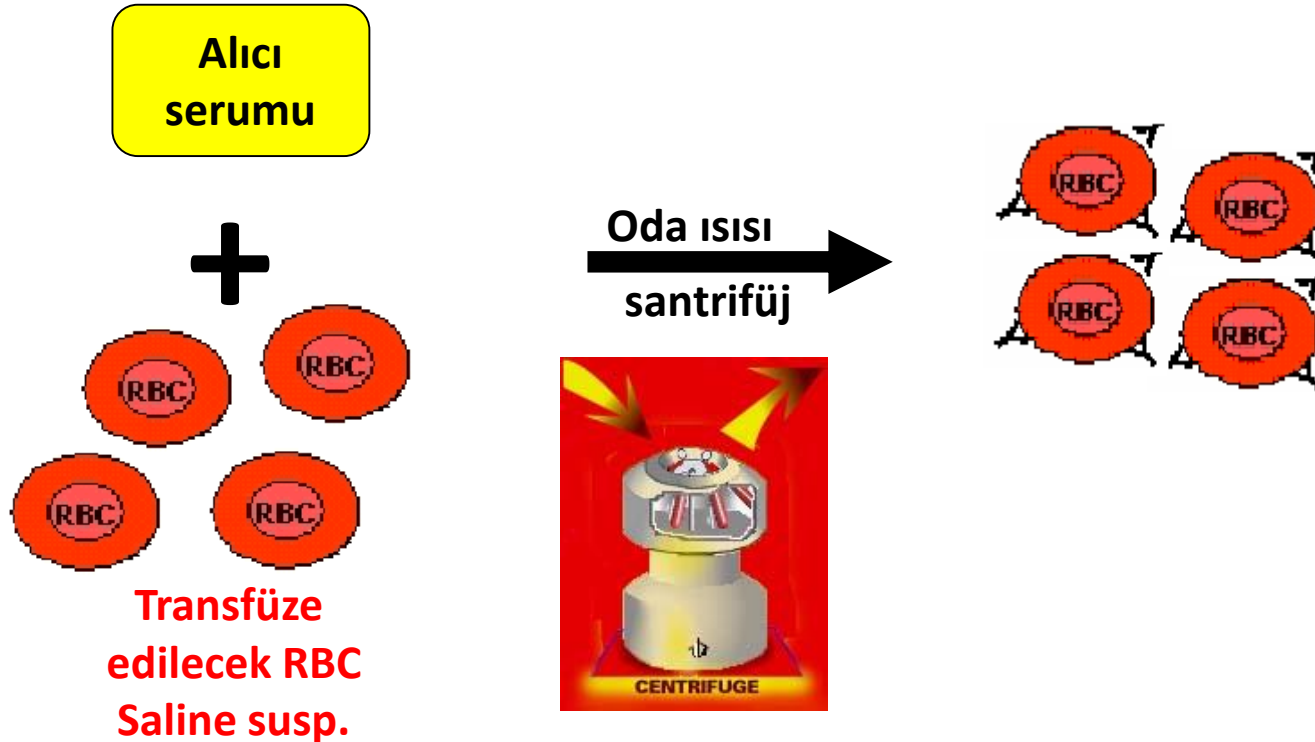 Alıcı
serumu
Oda ısısı
santrifüj
RBC
RBC
RBC
RBC
Transfüze
edilecek RBC
Saline susp.
CENTRIFUGE
RBC
RBC
RBC
RBC